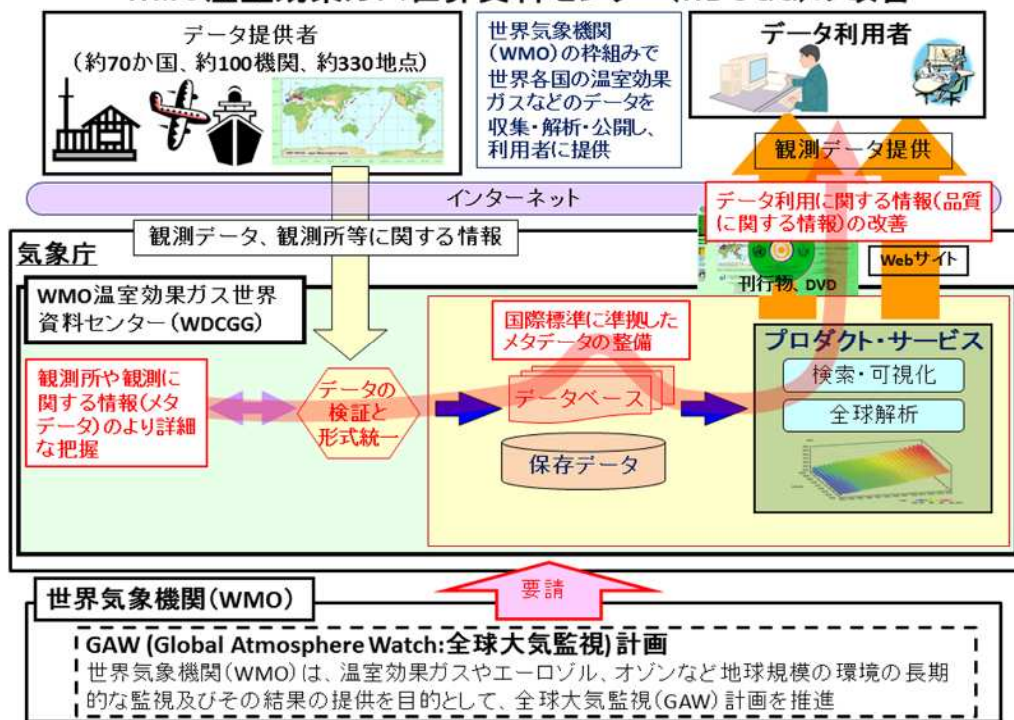 データ提供者
(約70か国、約100機関、約330地点)
世界気象機関
(WMO)の枠組みで
世界各国の温室効果
ガスなどのデータを
収集・解析・公開し、
利用者に提供
データ利用者
観測データ提供
インターネット
データ利用に関する情報(品質
に関する情報)の改善
観測データ、観測所等に関する情報
気象庁
Webサイト
刊行物、DVD
WMO温室効果ガス世界
資料センター(WDCGG)
国際標準に準拠した
メタデータの整備
プロダクト・サービス
検索・可視化
全球解析
観測所や観測に
関する情報(メタ
データ)のより詳細
な把握
データの
検証と
形式統一
データベース
保存データ
要請
世界気象機関(WMO)
GAW (Global Atmosphere Watch:全球大気監視)計画
世界気象機関(WMO)は、温室効果ガスやエーロゾル、オゾンなど地球規模の環境の長期
的な監視及びその結果の提供を目的として、全球大気監視(GAW)計画を推進